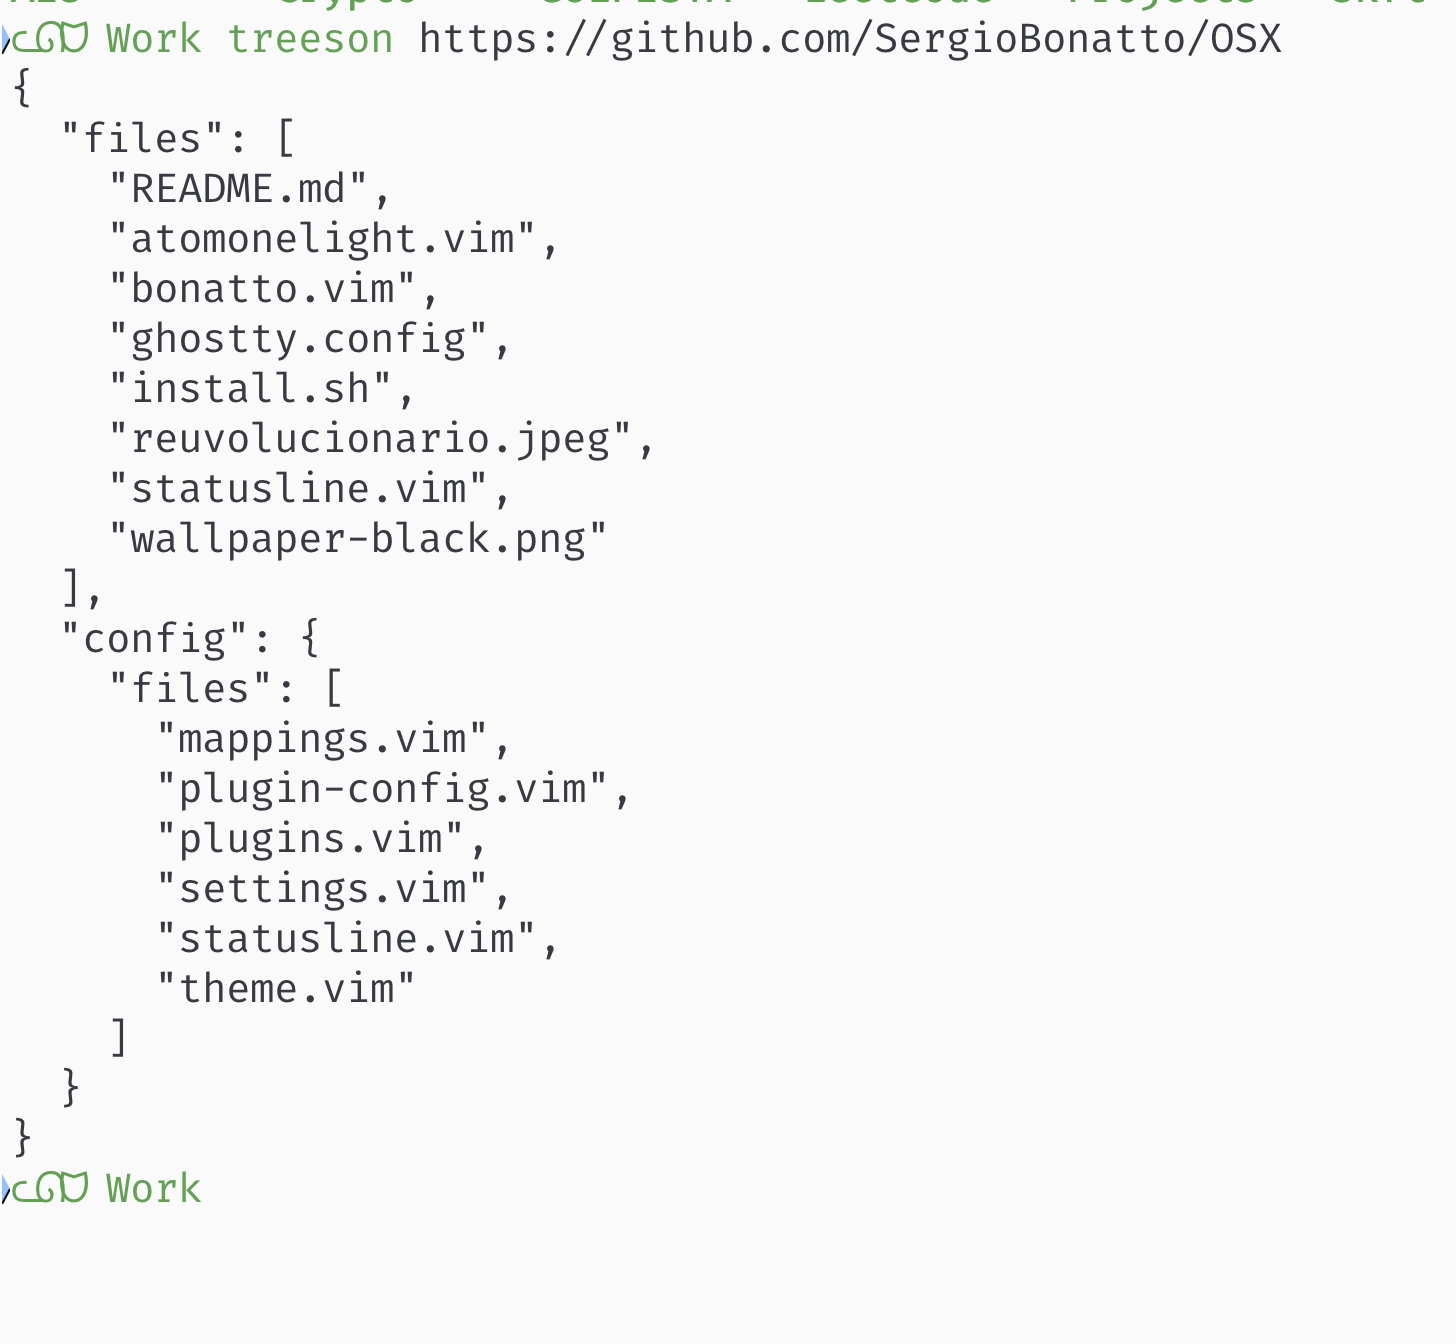 Work treeson https://github.com/SergioBonatto/OSX
{
  "files": [
    "README.md",
    "atomonelight.vim",
    "bonatto.vim",
    "ghostty.config",
    "install.sh",
    "reuvolucionario.jpeg",
    "statusline.vim",
    "wallpaper-black.png"
  ],
  "config": {
    "files": [
      "mappings.vim",
      "plugin-config.vim",
      "plugins.vim",
      "settings.vim",
      "statusline.vim",
      "theme.vim"
    ]
  }
}
Work